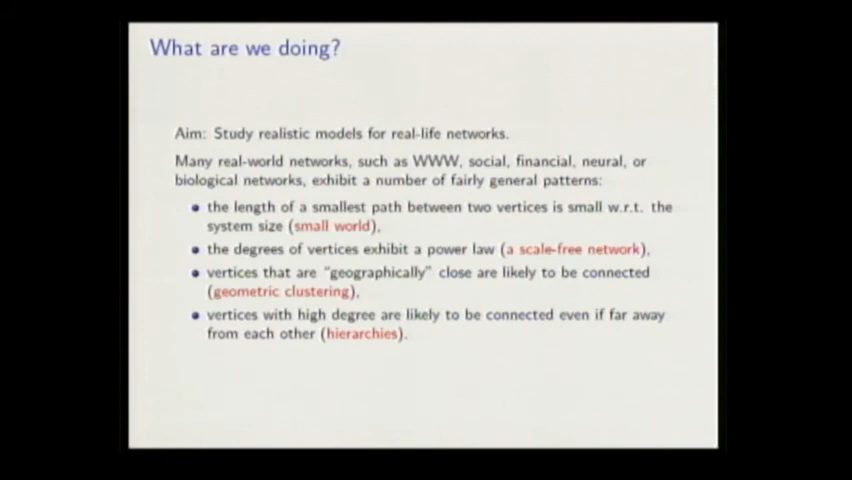 What are we doing?
Aim: Study realistic models for real-life networks.
Many real-world networks, such as WWW, social, financial, neural, or
biological networks, exhibit a number of fairly general patterns:
the length of a smallest path between two vertices is small w.r.t. the
system size (small world),
the degrees of vertices exhibit a power law (a scale-free network),
vertices that are "geographically" close are likely to be connected
(geometric clustering),
vertices with high degree are likely to be connected even if far away
from each other (hierarchies).